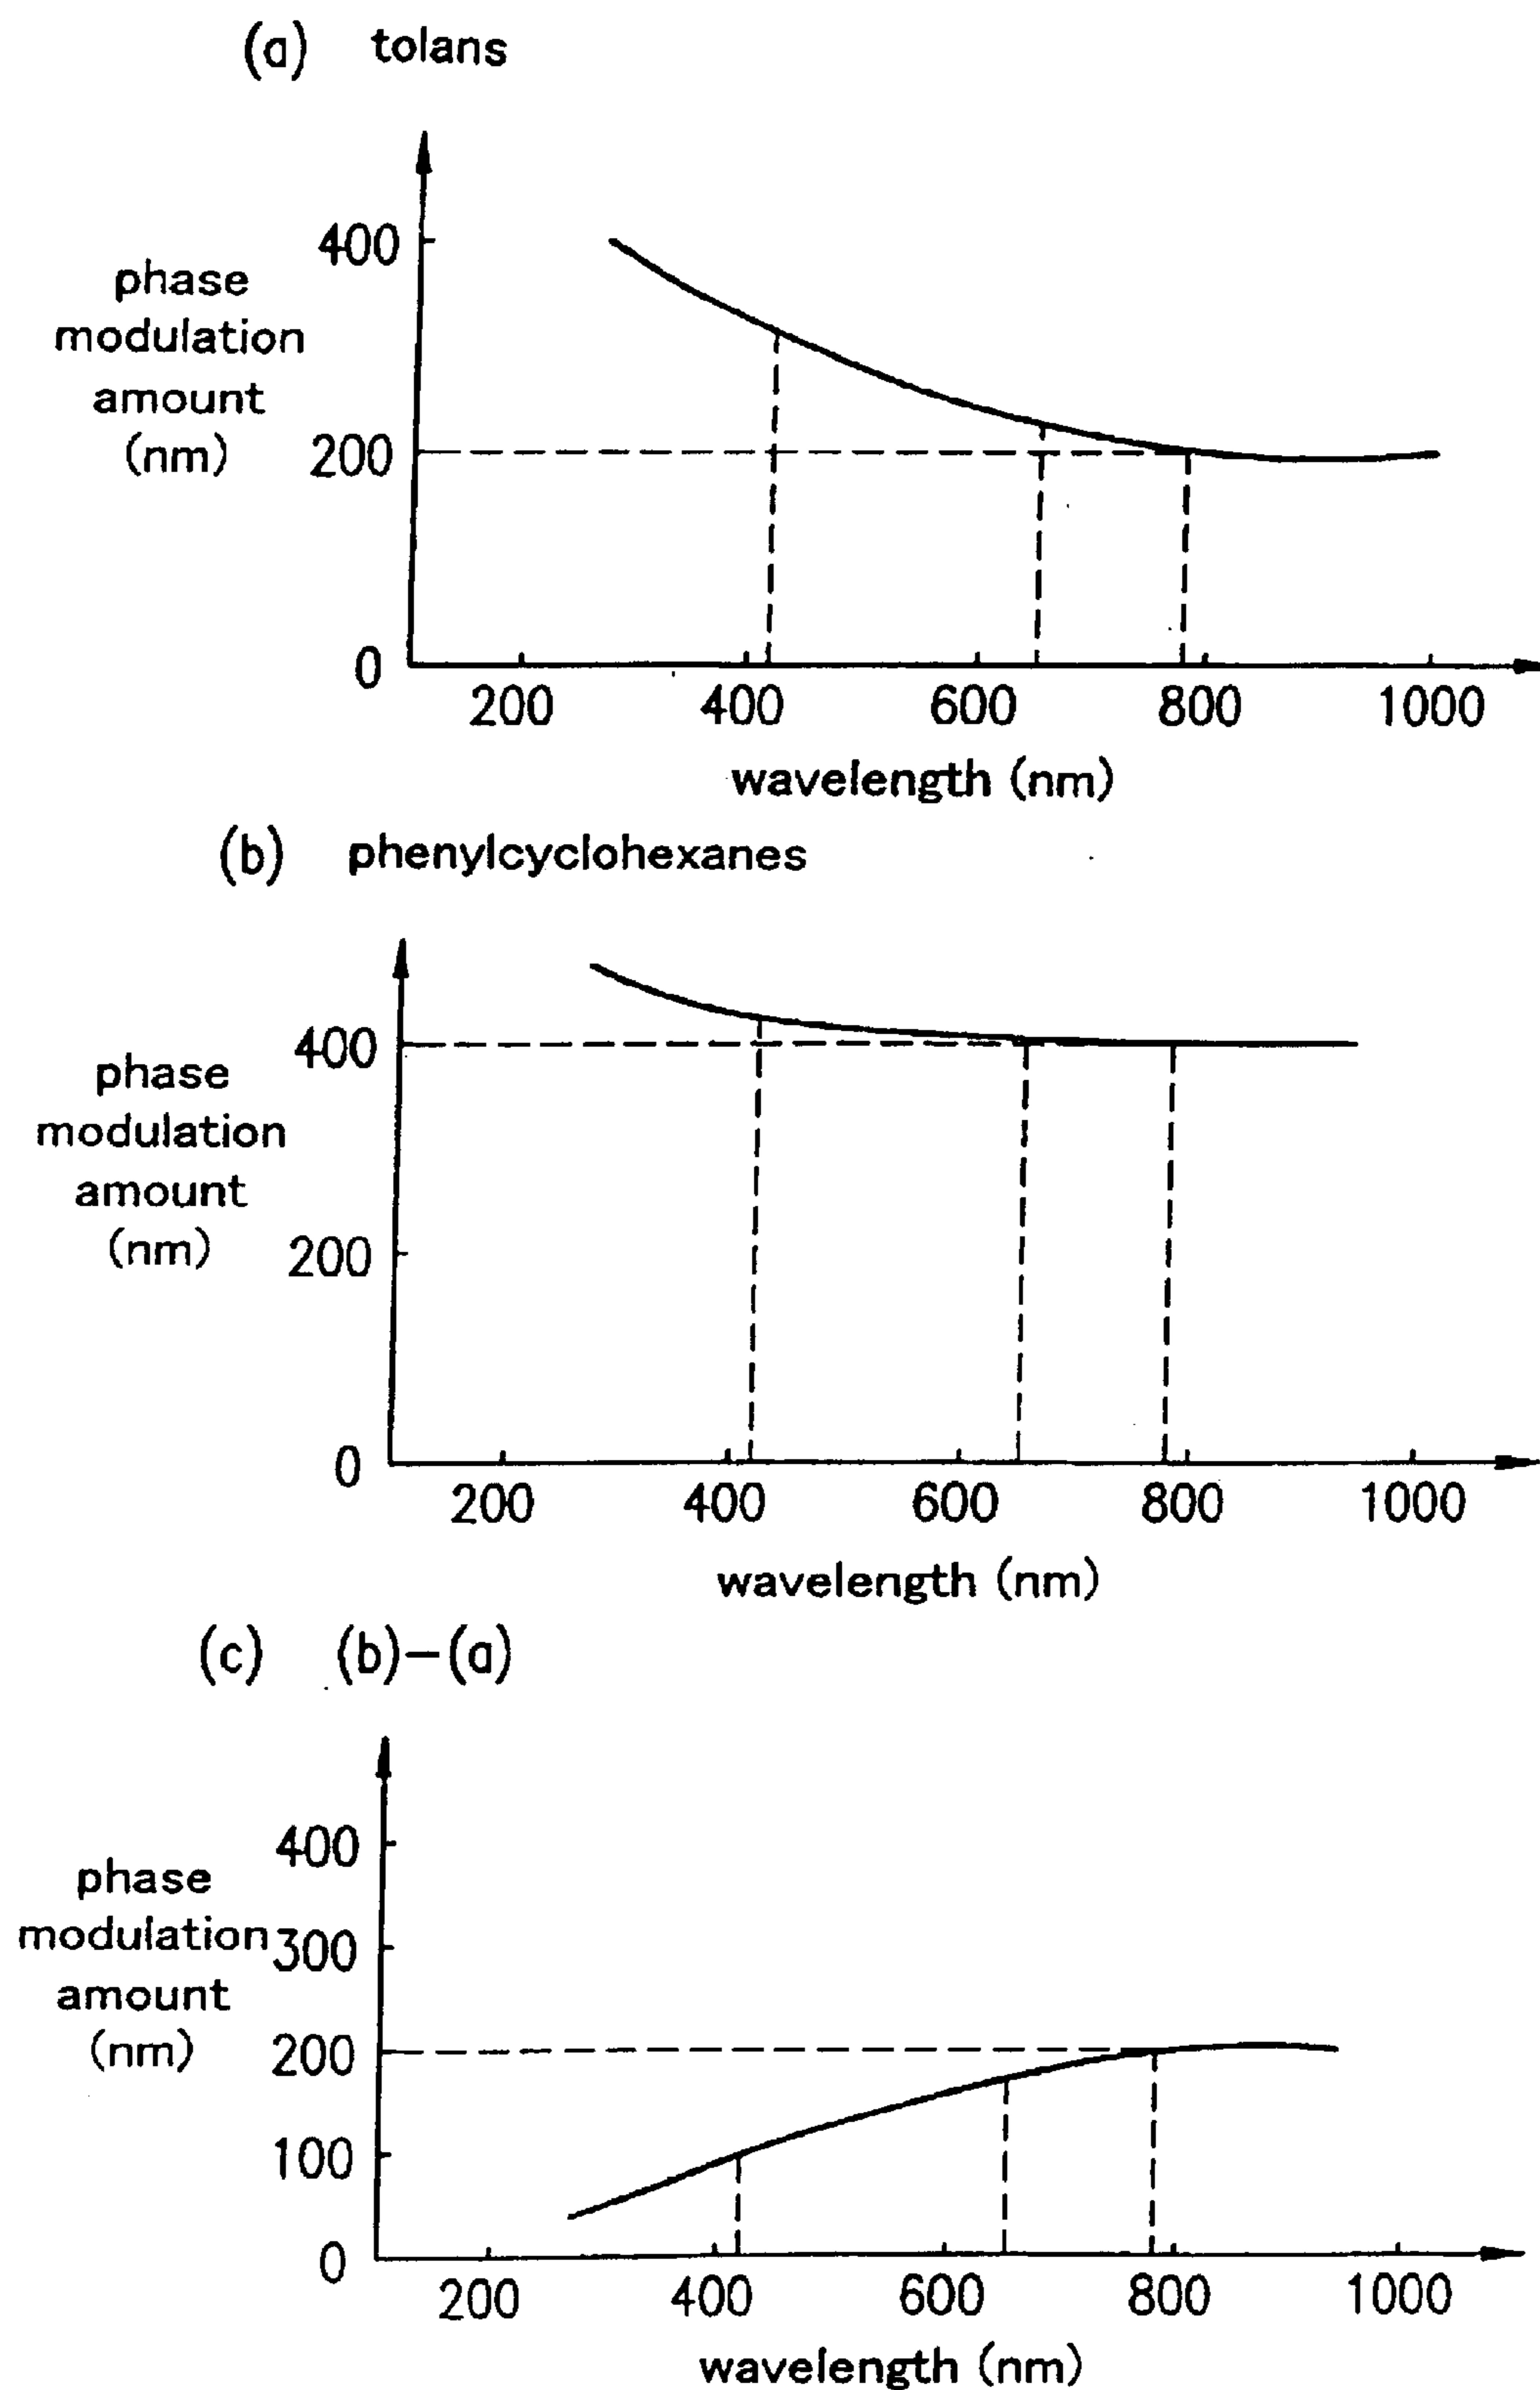 (a) tolans
400
phase
modulation
amount
(nm)
200
0
200 400 600 800 1000
wavelength (nm)
(b) phenylcyclohexanes
400
phase
modulation
amount
(nm)
200
0
200 400 600 800 1000
wavelength (nm)
(c) (b)-(a)
400
phase
modulation
300
amount
(nm)
200
100
0
200 400 600 800 1000
wavelength (nm)